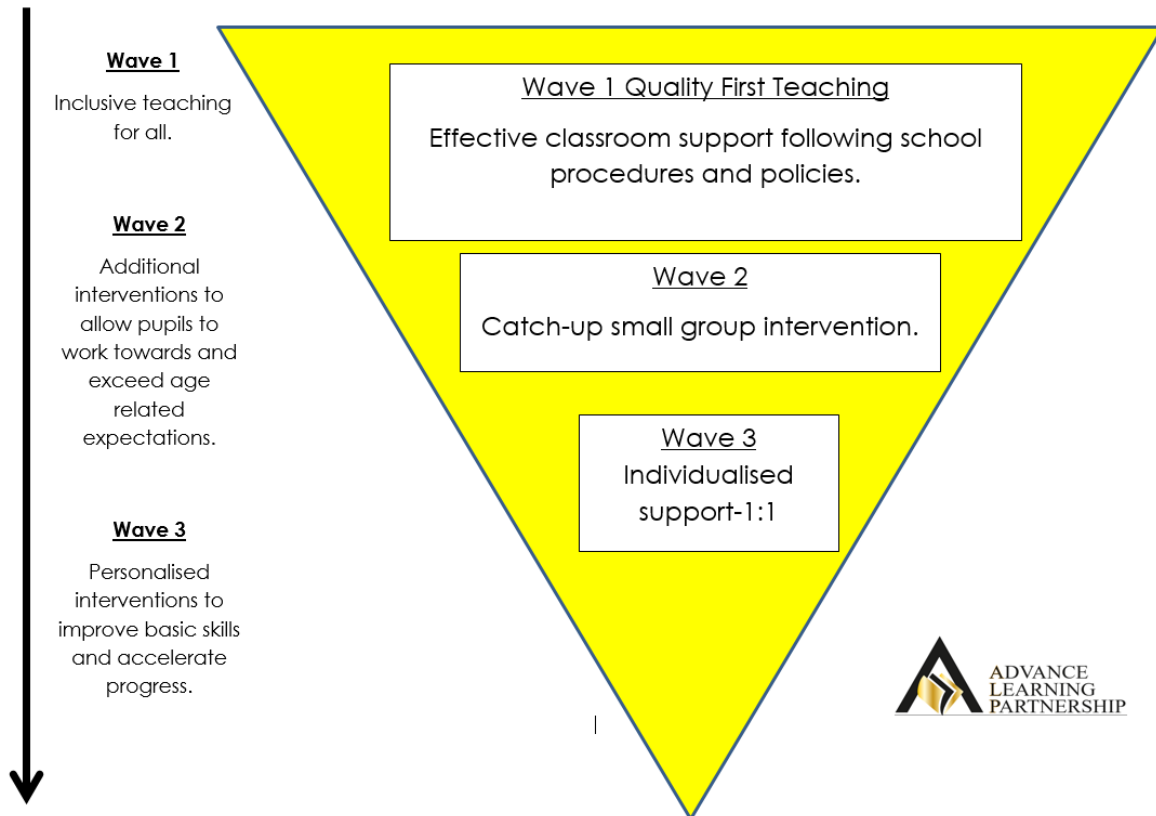 Wave 1
Inclusive teaching
for all.
Wave 2
Additional
interventions to
allow pupils to
work towards and
exceed age
related
expectations.
Wave 3
Personalised
interventions to
improve basic skills
and accelerate
progress.
Wave 1 Quality First Teaching
Effective classroom support following school
procedures and policies.
Wave 2
Catch-up small group intervention.
Wave 3
Individualised
support-1:1
ADVANCE
LEARNING
PARTNERSHIP